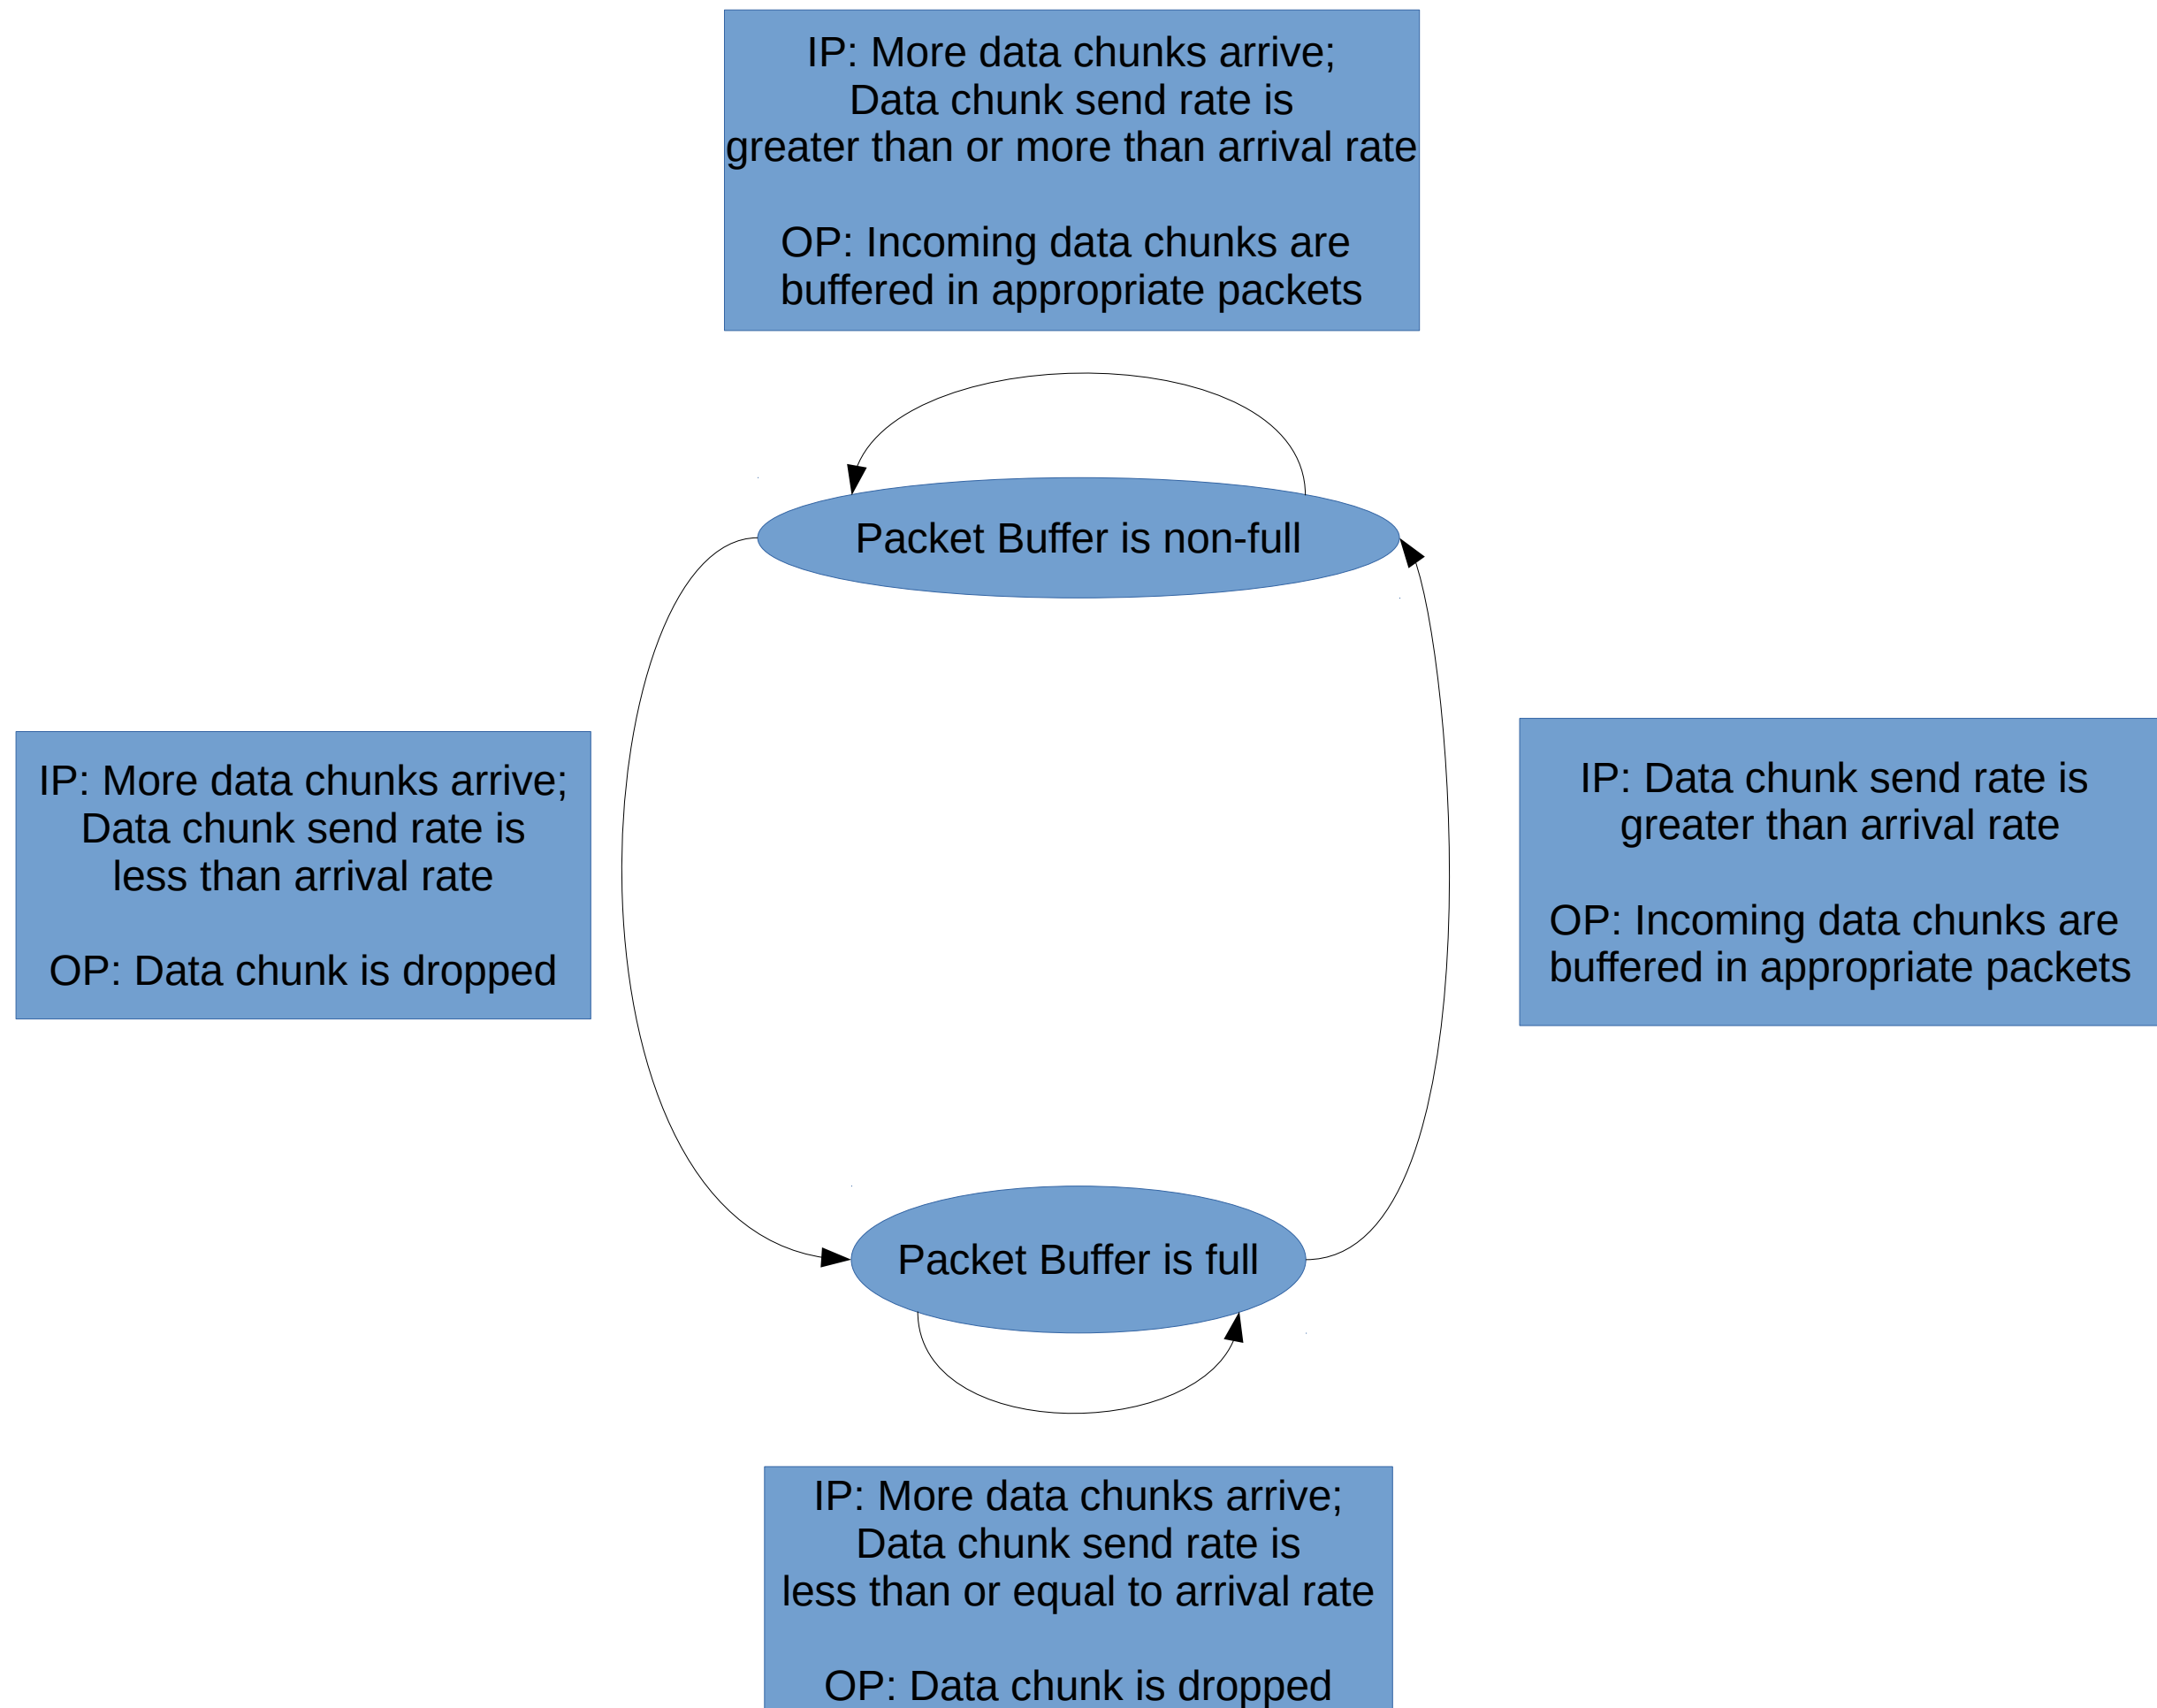 IP: More data chunks arrive;
Data chunk send rate is
greater than or more than arrival rate
OP: Incoming data chunks are
buffered in appropriate packets
Packet Buffer is non-full
IP: More data chunks arrive;
Data chunk send rate is
less than arrival rate
OP: Data chunk is dropped
IP: Data chunk send rate is
greater than arrival rate
OP: Incoming data chunks are
buffered in appropriate packets
Packet Buffer is full
IP: More data chunks arrive;
Data chunk send rate is
less than or equal to arrival rate
OP: Data chunk is dropped